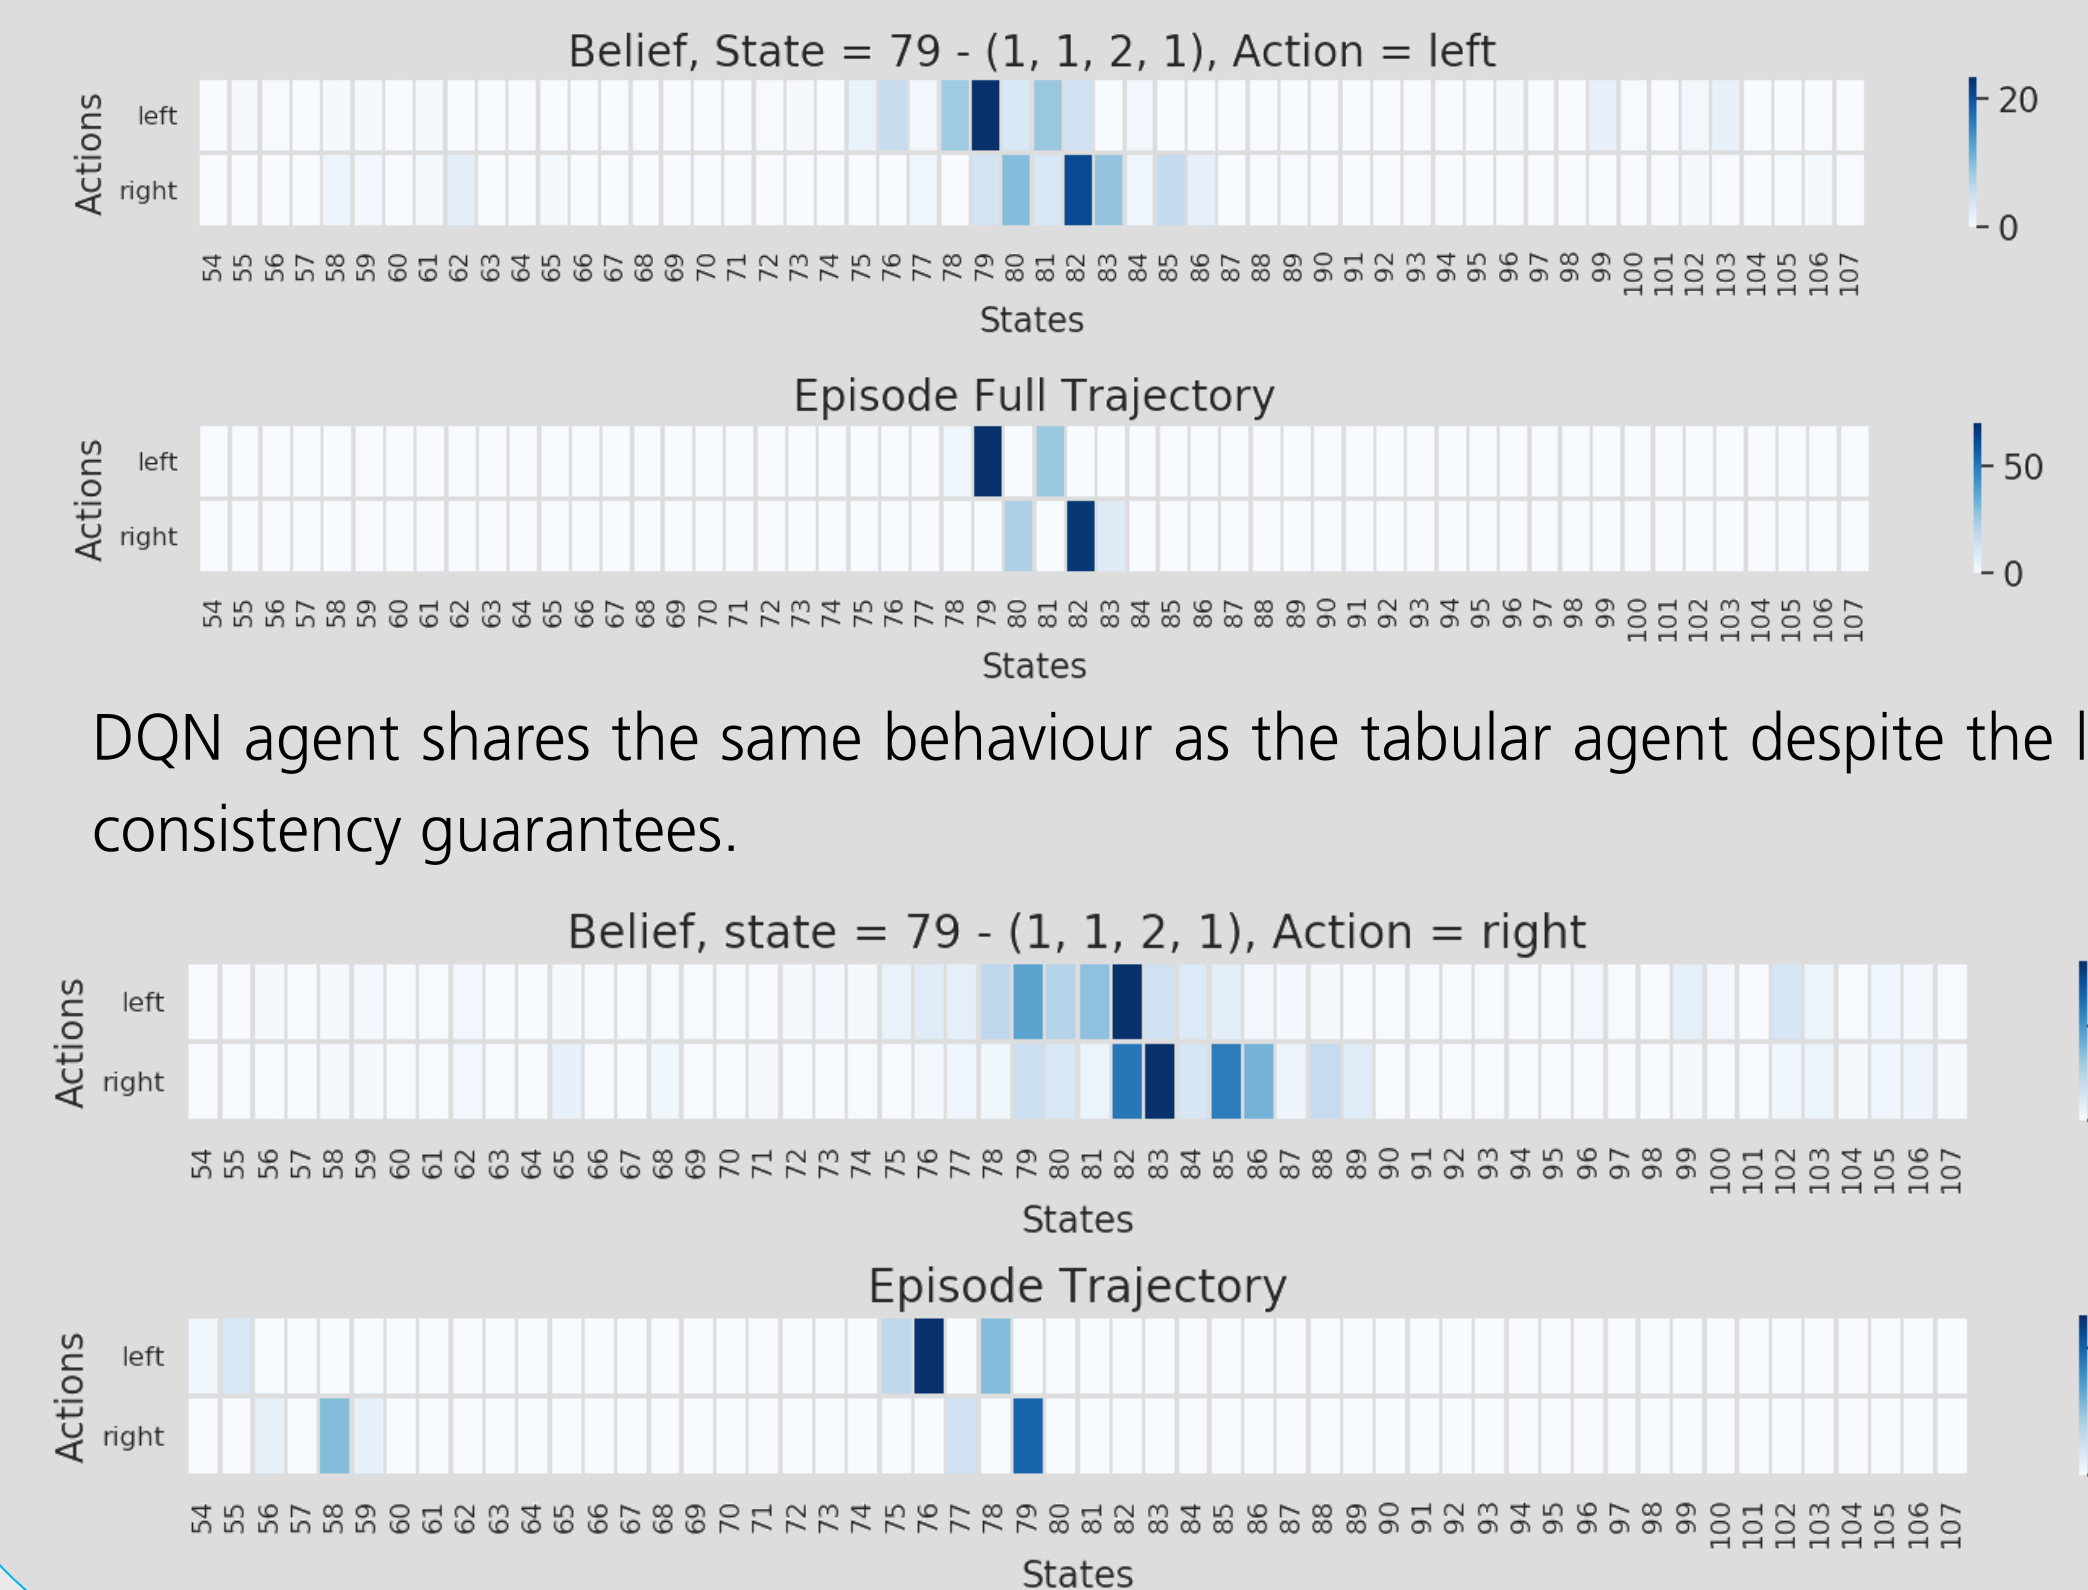 Belief, State = 79 - (1, 1, 2, 1), Action = left
Actions
left
right
20
0
54 55 56 57 58 59 60 61 62 63 64 65 66 67 68 69 70 71 72 73 74 75 76 77 78 79 80 81 82 83 84 85 86 87 88 89 90 91 92 93 94 95 96 97 98 99 100 101 102 103 104 105 106 107
States
Episode Full Trajectory
Actions
left
right
50
0
54 55 56 57 58 59 60 61 62 63 64 65 66 67 68 69 70 71 72 73 74 75 76 77 78 79 80 81 82 83 84 85 86 87 88 89 90 91 92 93 94 95 96 97 98 99 100 101 102 103 104 105 106 107
States
DQN agent shares the same behaviour as the tabular agent despite the
consistency guarantees.
Belief, state = 79 - (1, 1, 2, 1), Action = right
Actions
left
right
54 55 56 57 58 59 60 61 62 63 64 65 66 67 68 69 70 71 72 73 74 75 76 77 78 79 80 81 82 83 84 85 86 87 88 89 90 91 92 93 94 95 96 97 98 99 100 101 102 103 104 105 106 107
States
Episode Trajectory
Actions
left
right
54 55 56 57 58 59 60 61 62 63 64 65 66 67 68 69 70 71 72 73 74 75 76 77 78 79 80 81 82 83 84 85 86 87 88 89 90 91 92 93 94 95 96 97 98 99 100 101 102 103 104 105 106 107
States